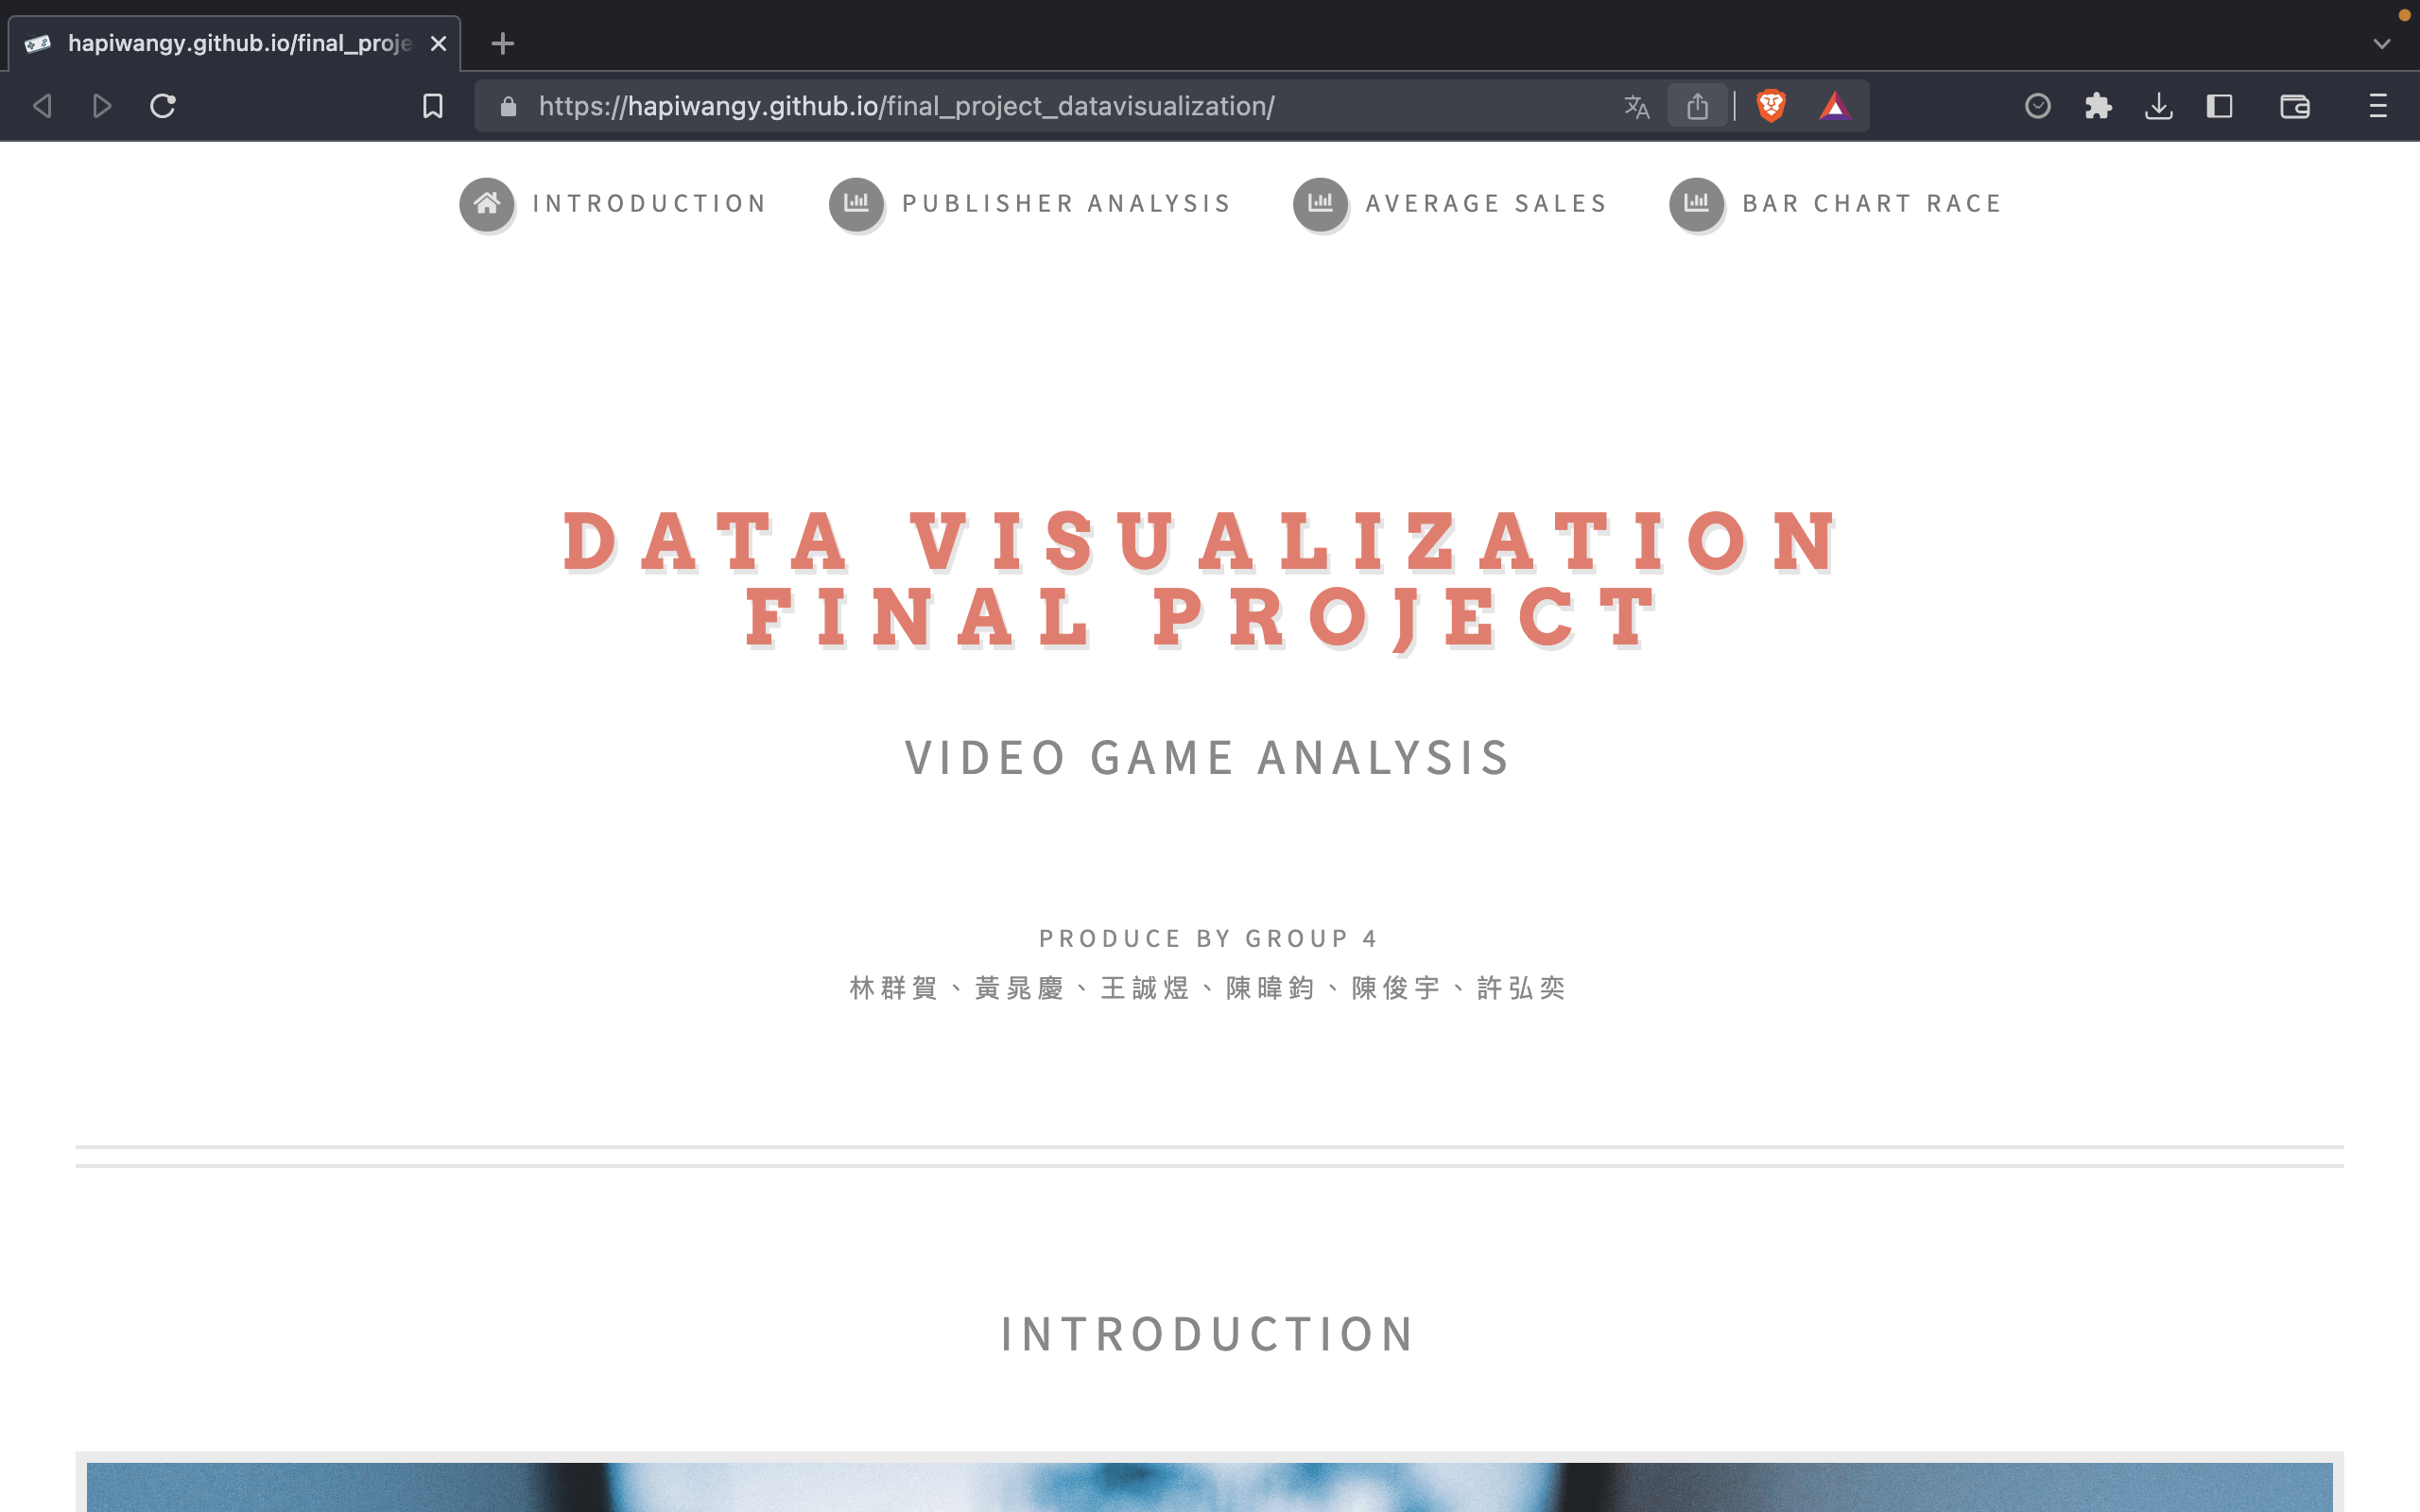 hapiwangy.github.io/final_proje
https://hapiwangy.github.io/final_project_datavisualization/
INTRODUCTION
PUBLISHER ANALYSIS
AVERAGE SALES
BAR CHART RACE
DATA VISUALIZATION
FINAL PROJECT
VIDEO GAME ANALYSIS
PRODUCE BY GROUP 4
林群賀、黃晁慶、王誠煜、陳暐鈞、陳俊宇、許弘奕
INTRODUCTION